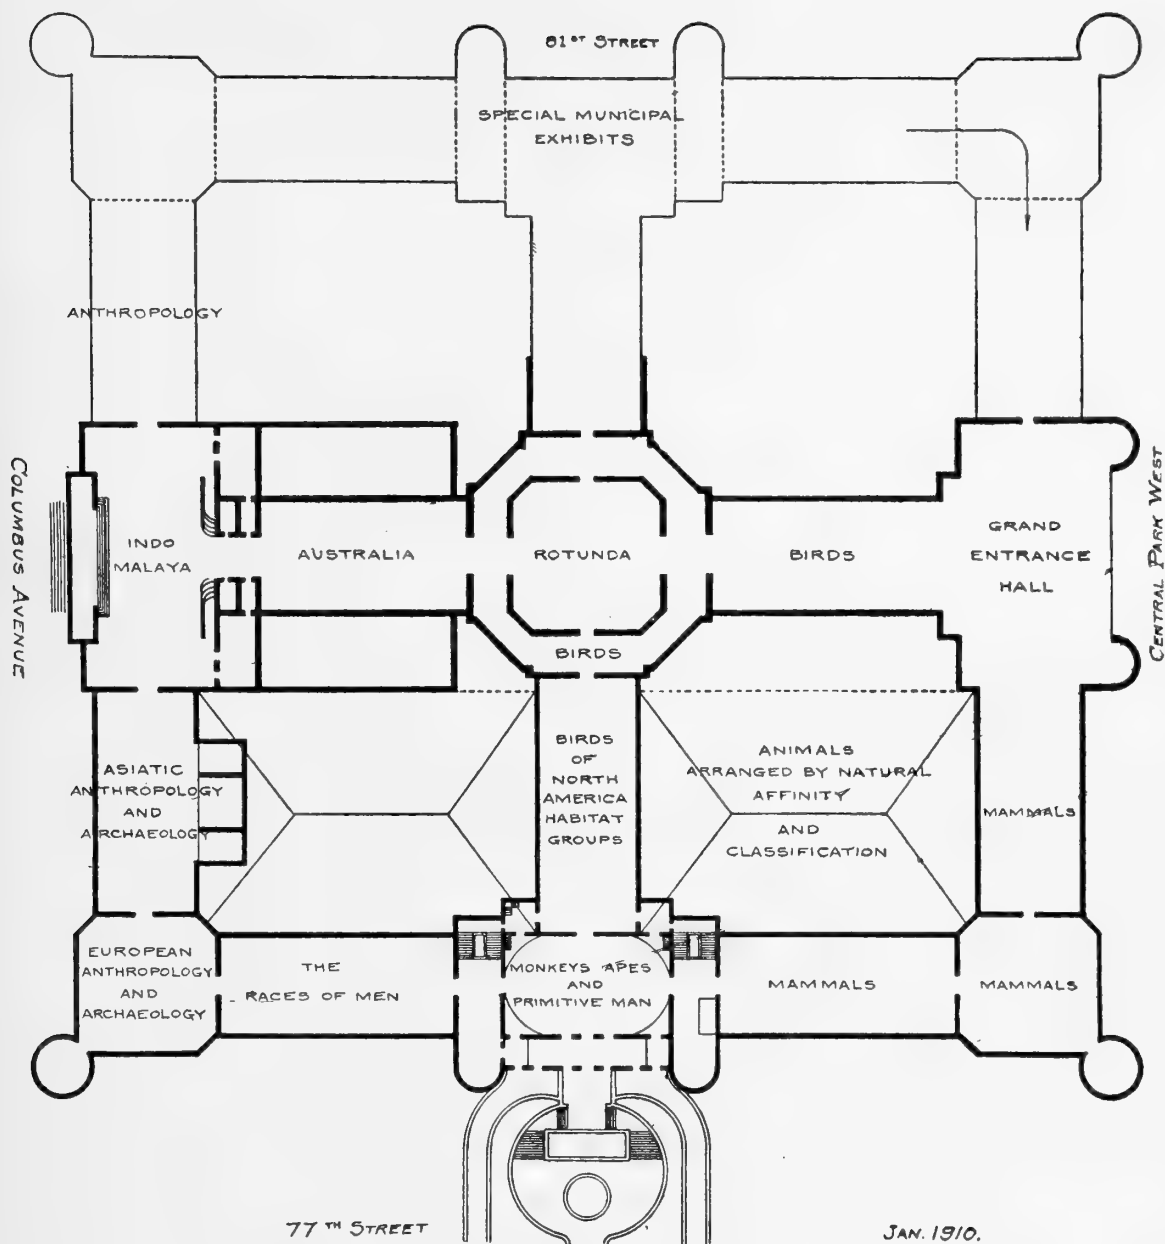 81ST STREET
SPECIAL MUNICIPAL
EXHIBITS
ANTHROPOLOGY
COLUMBUS AVENUE
INDO
MALAYA
AUSTRALIA
ROTUNDA
BIRDS
GRAND
ENTRANCE
HALL
CENTRAL PARK WEST
BIRDS
ASIATIC
ANTHROPOLOGY
AND
ARCHAEOLOGY
BIRDS
OF
NORTH
AMERICA
HABITAT
GROUPS
ANIMALS
ARRANGED BY NATURAL
AFFINITY
AND
CLASSIFICATION
MAMMALS
EUROPEAN
ANTHROPOLOGY
AND
ARCHAEOLOGY
THE
RACES OF MEN
MONKEYS APES
AND
PRIMITIVE MAN
MAMMALS
MAMMALS
77TH STREET
JAN. 1910.